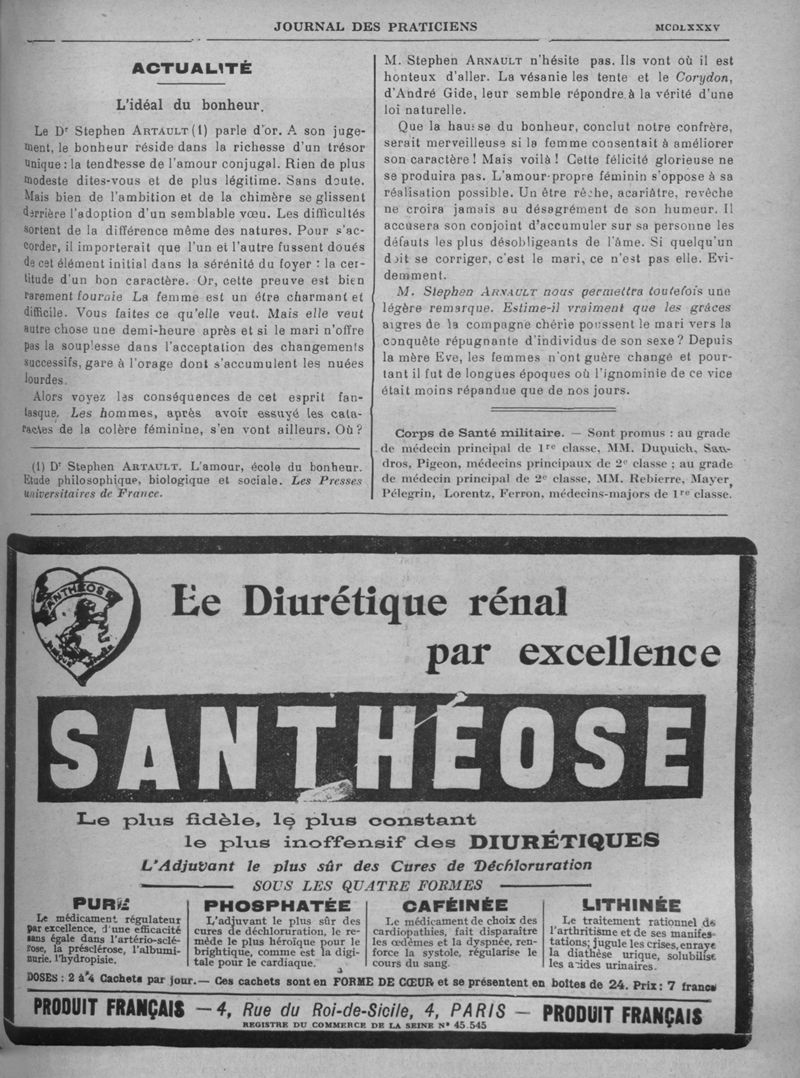 JOURNAL DES PRATICIENS
MCDLXXXV
ACTUALITÉ
L'idéal du bonheur.
Le Dr Stephen ARTAULT (1) parle d'or. A son juge-
ment, le bonheur réside dans la richesse d'un trésor
unique : la tendresse de l'amour conjugal. Rien de plus
modeste dites-vous et de plus légitime. Sans doute.
Mais bien de l'ambition et de la chimère se glissent
derrière l'adoption d'un semblable vœu. Les difficultés
sortent de la différence même des natures. Pour s'ac-
corder, il importerait que l'un et l'autre fussent doués
de cet élément initial dans la sérénité du foyer : la cer-
titude d'un bon caractère. Or, cette preuve est bien
rarement fournie La femme est un être charmant et
difficile. Vous faites ce qu'elle veut. Mais elle veut
autre chose une demi-heure après et si le mari n'offre
pas la souplesse dans l'acceptation des changements
successifs, gare à l'orage dont s'accumulent les nuées
lourdes.
Alors voyez les conséquences de cet esprit fan-
tasque. Les hommes, après avoir essuyé les cata-
ractes de la colère féminine, s'en vont ailleurs. Où ?
(1) Dr Stephen ARTAULT. L'amour, école du bonheur.
Etude philosophique, biologique et sociale. Les Presses
universitaires de France.
M. Stephen ARNAULT n'hésite pas. Ils vont où il est
honteux d'aller. La vésanie les tente et le Corydon,
d'André Gide, leur semble répondre à la vérité d'une
loi naturelle.
Que la hausse du bonheur, conclut notre confrère,
serait merveilleuse si la femme consentait à améliorer
son caractère ! Mais voilà ! Cette félicité glorieuse ne
se produira pas. L'amour-propre féminin s'oppose à sa
réalisation possible. Un être rêche, acariâtre, revêche
ne croira jamais au désagrément de son humeur. Il
accusera son conjoint d'accumuler sur sa personne les
défauts les plus désobligeants de l'âme. Si quelqu'un
doit se corriger, c'est le mari, ce n'est pas elle. Evi-
demment.
M. Stephen ARNAULT nous permettra toutefois une
légère remarque. Estime-il vraiment que les grâces
aigres de la compagne chérie poussent le mari vers la
conquête répugnante d'individus de son sexe ? Depuis
la mère Eve, les femmes n'ont guère changé et pour-
tant il fut de longues époques où l'ignominie de ce vice
était moins répandue que de nos jours.
Corps de Santé militaire. — Sont promus : au grade
de médecin principal de 1re classe, MM. Dupuich, San-
dros, Pigeon, médecins principaux de 2e classe ; au grade
de médecin principal de 2e classe, MM. Rebierre, Mayer,
Pélegrin, Lorentz, Ferron, médecins-majors de 1re classe.
SANTHÉOSE
Le Diurétique rénal
par excellence
SANTHÉOSE
Le plus fidèle, le plus constant
le plus inoffensif des DIURÉTIQUES
L'Adjuvant le plus sûr des Cures de Déchloruration
SOUS LES QUATRE FORMES
PURE
Le médicament régulateur
par excellence, d'une efficacité
sans égale dans l'artério-sclé-
rose, la présclérose, l'albumi-
nurie, l'hydropisie.
PHOSPHATÉE
L'adjuvant le plus sûr des
cures de déchloruration, le re-
mède le plus héroïque pour le
brightique, comme est la digi-
tale pour le cardiaque.
CAFÉINÉE
Le médicament de choix des
cardiopathies, fait disparaître
les œdèmes et la dyspnée, ren-
force la systole, régularise le
cours du sang.
LITHINÉE
Le traitement rationnel de
l'arthritisme et de ses manifes-
tations; jugule les crises, enraye
la diathèse urique, solubilise
les acides urinaires.
DOSES : 2 à 4 Cachets par jour. — Ces cachets sont en FORME DE CŒUR et se présentent en boîtes de 24. Prix : 7 francs
PRODUIT FRANÇAIS — 4, Rue du Roi-de-Sicile, 4, PARIS — PRODUIT FRANÇAIS
REGISTRE DU COMMERCE DE LA SEINE N° 45.545